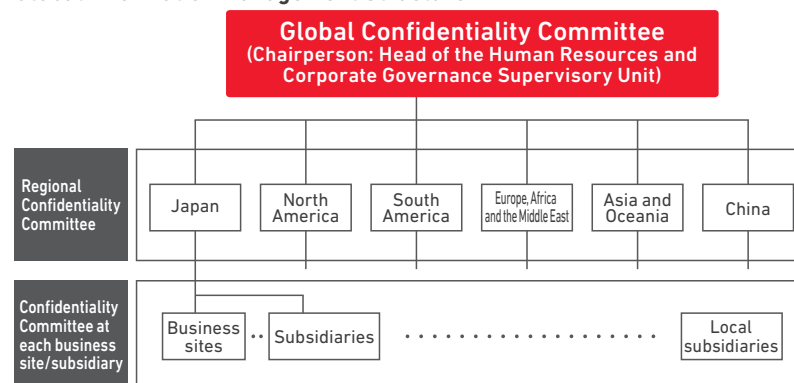 Global Confidentiality Committee
(Chairperson: Head of the Human Resources and
Corporate Governance Supervisory Unit)
Regional
Confidentiality
Committee
Japan
North
America
South
America
Europe, Africa
and the Middle East
Asia and
Oceania
China
Confidentiality
Committee at
each business
site/subsidiary
Business
sites
Subsidiaries
Local
subsidiaries